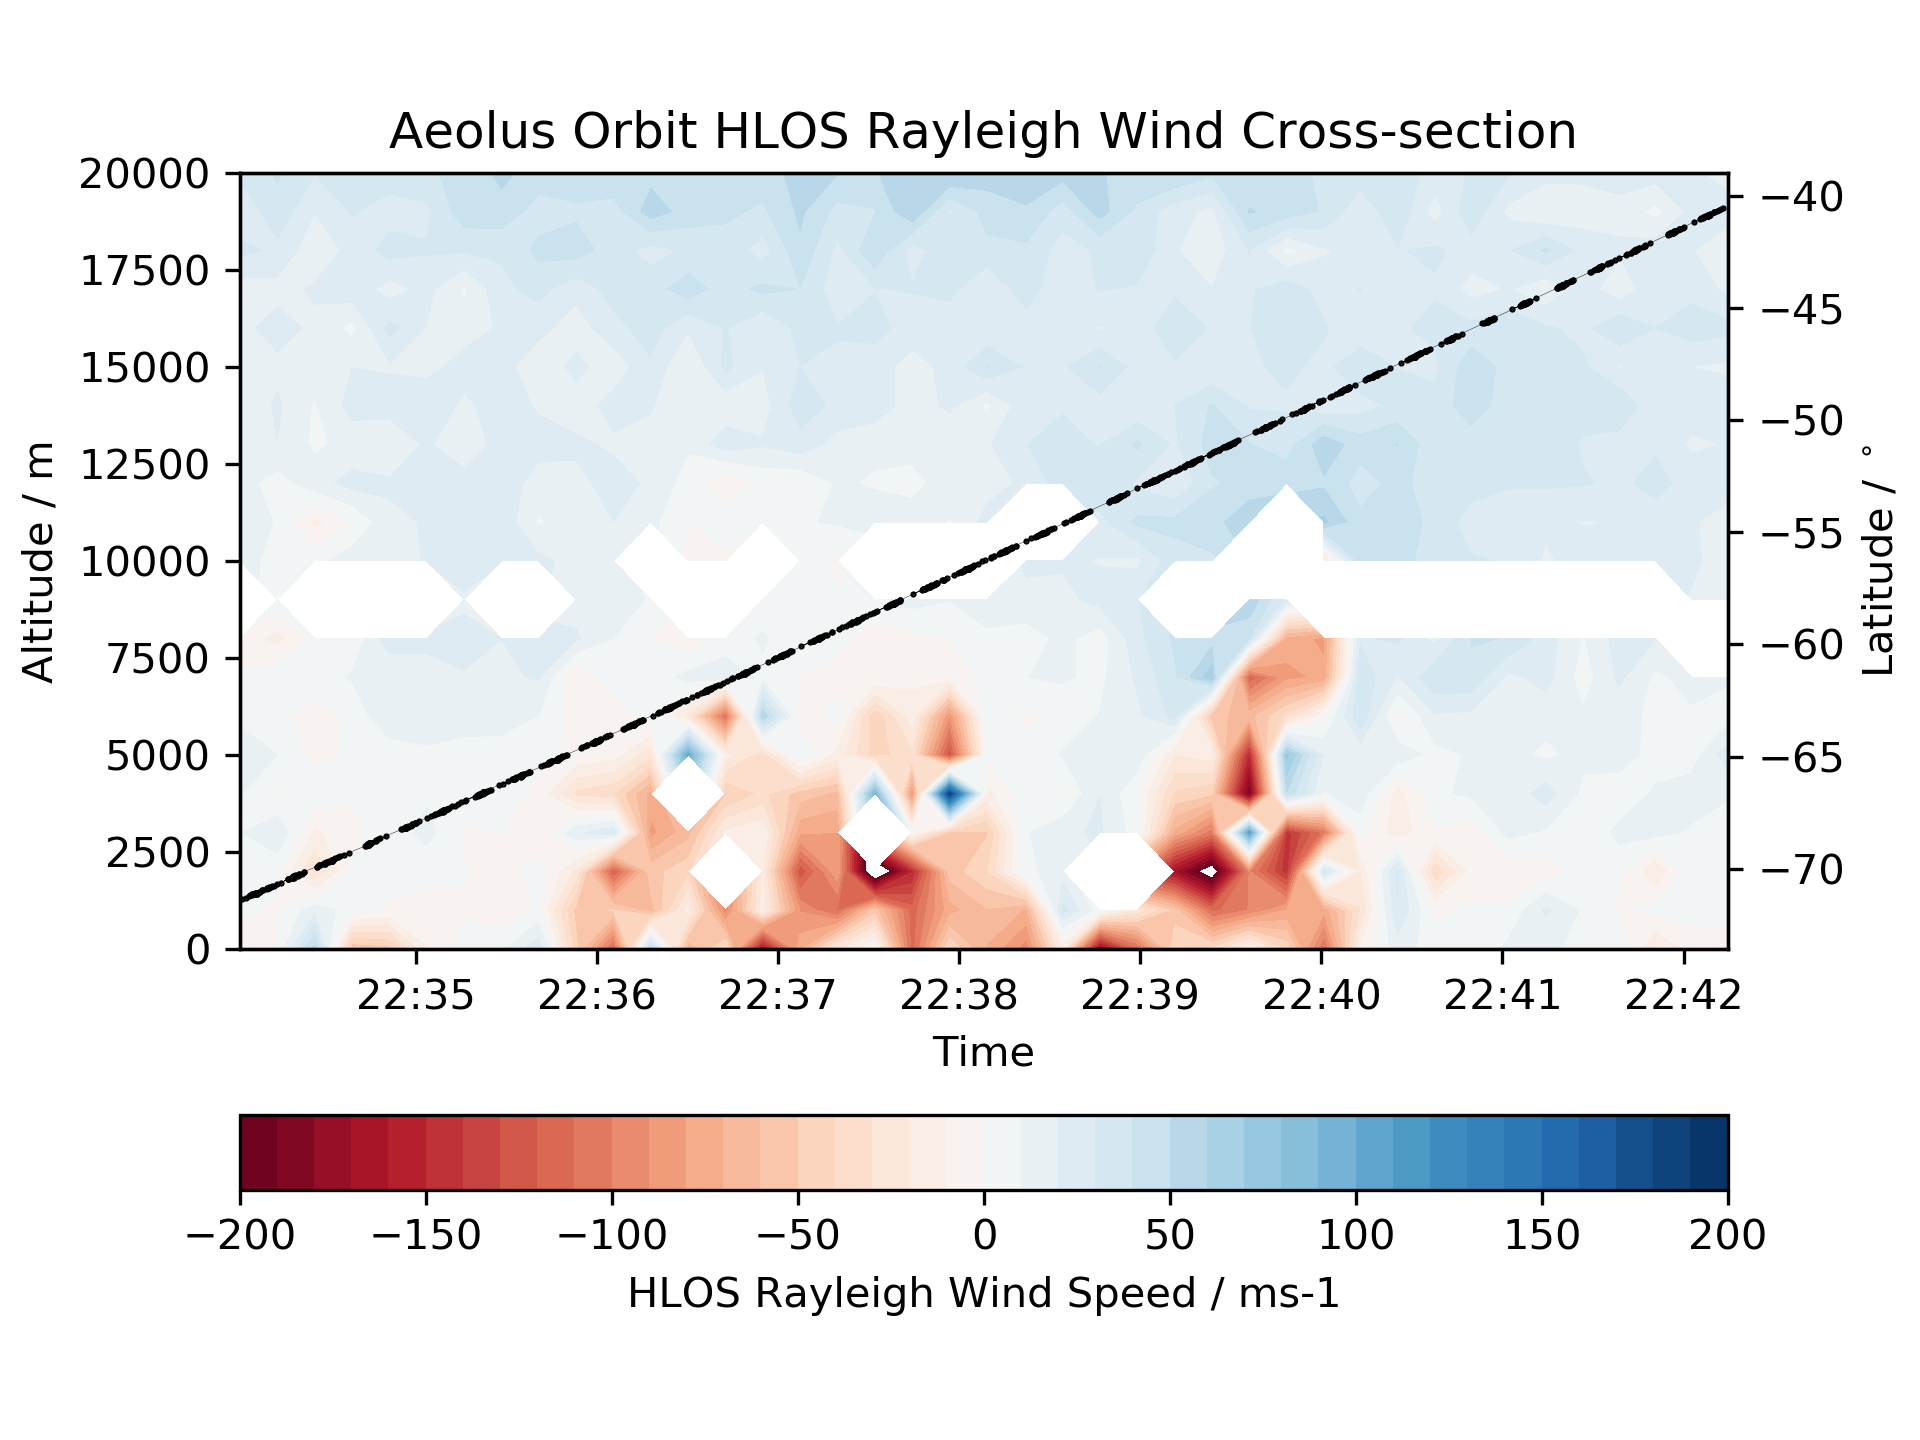 Aeolus Orbit HLOS Rayleigh Wind Cross-section
20000
17500
15000
12500
10000
7500
5000
2500
0
Altitude / m
−40
−45
−50
−55
−60
−65
−70
Latitude / °
22:35 22:36 22:37 22:38 22:39 22:40 22:41 22:42
Time
−200 −150 −100 −50 0 50 100 150 200
HLOS Rayleigh Wind Speed / ms-1